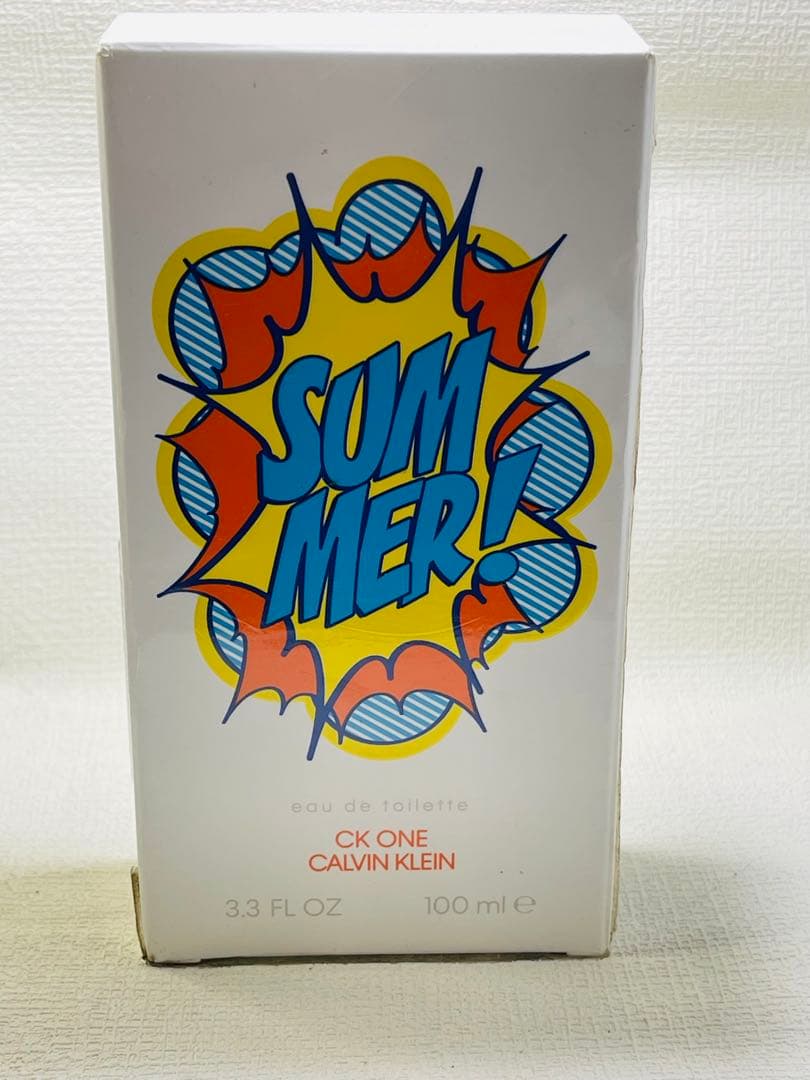 SUM
MER!
eau de toilette
CK ONE
CALVIN KLEIN
3.3 FL OZ 100 ml ℮